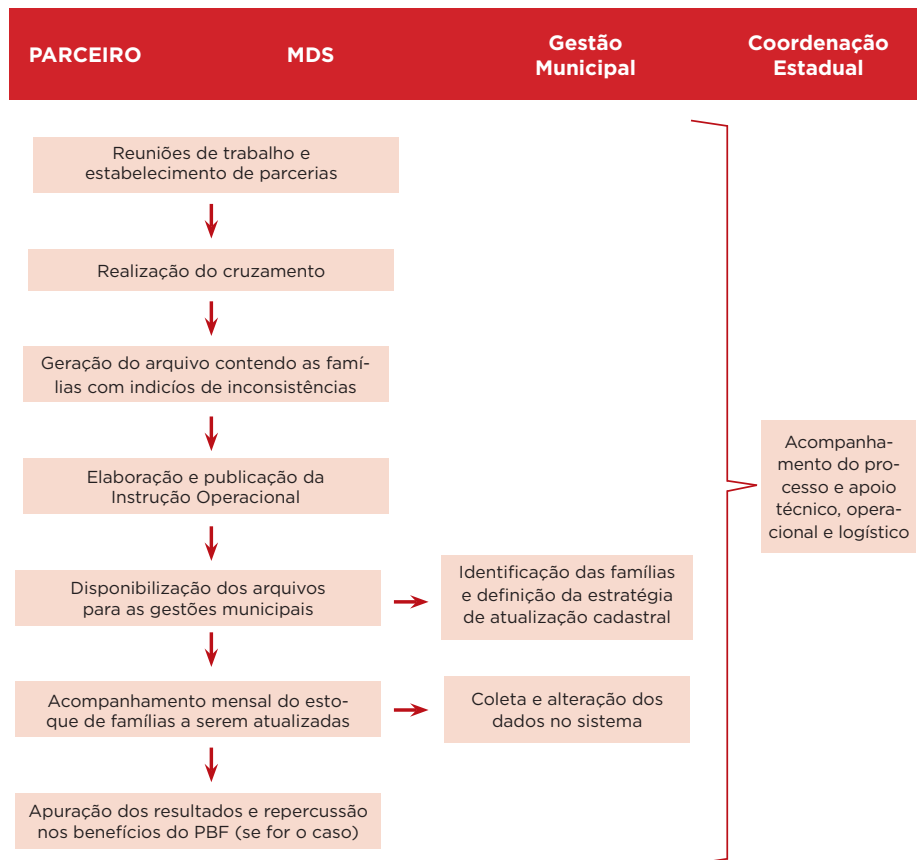 PARCEIRO
MDS
Gestão
Municipal
Coordenação
Estadual
Reuniões de trabalho e
estabelecimento de parcerias
Realização do cruzamento
Geração do arquivo contendo as famí-
lias com indicíos de inconsistências
Elaboração e publicação da
Instrução Operacional
Disponibilização dos arquivos
para as gestões municipais
Identificação das famílias
e definição da estratégia
de atualização cadastral
Acompanhamento mensal do esto-
que de famílias a serem atualizadas
Coleta e alteração dos
dados no sistema
Apuração dos resultados e repercussão
nos benefícios do PBF (se for o caso)
Acompanha-
mento do pro-
cesso e apoio
técnico, opera-
cional e logístico